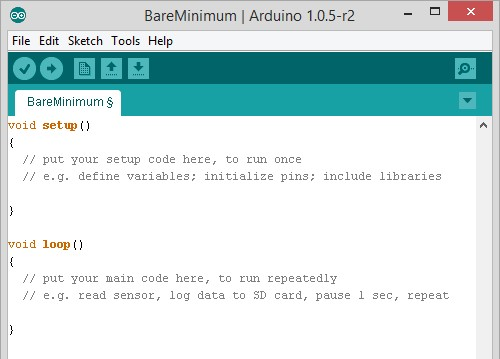 BareMinimum | Arduino 1.0.5-r2
File Edit Sketch Tools Help
BareMinimum §
void setup()
{
  // put your setup code here, to run once
  // e.g. define variables; initialize pins; include libraries
}
void loop()
{
  // put your main code here, to run repeatedly
  // e.g. read sensor, log data to SD card, pause 1 sec, repeat
}